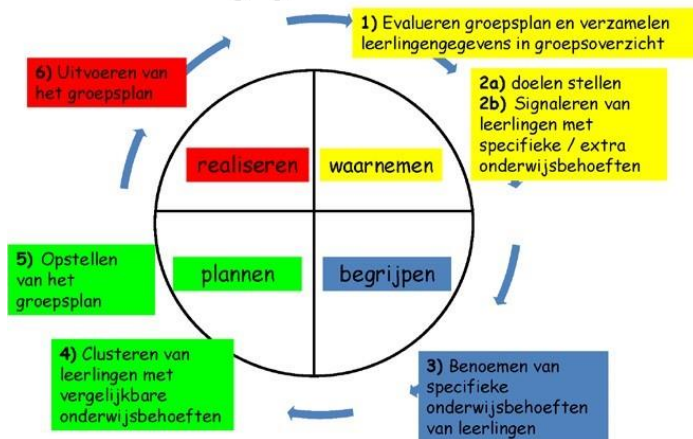 1) Evalueren groepsplan en verzamelen
leerlingengegevens in groepsoverzicht
2a) doelen stellen
2b) Signaleren van
leerlingen met
specifieke / extra
onderwijsbehoeften
3) Benoemen van
specifieke
onderwijsbehoeften
van leerlingen
4) Clusteren van
leerlingen met
vergelijkbare
onderwijsbehoeften
5) Opstellen
van het
groepsplan
6) Uitvoeren van
het groepsplan
realiseren
waarnemen
plannen
begrijpen